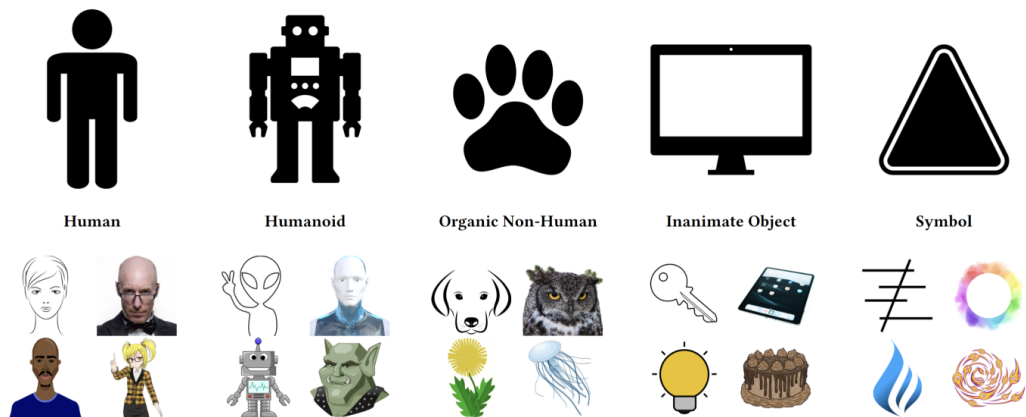 Human
Humanoid
Organic Non-Human
Inanimate Object
Symbol